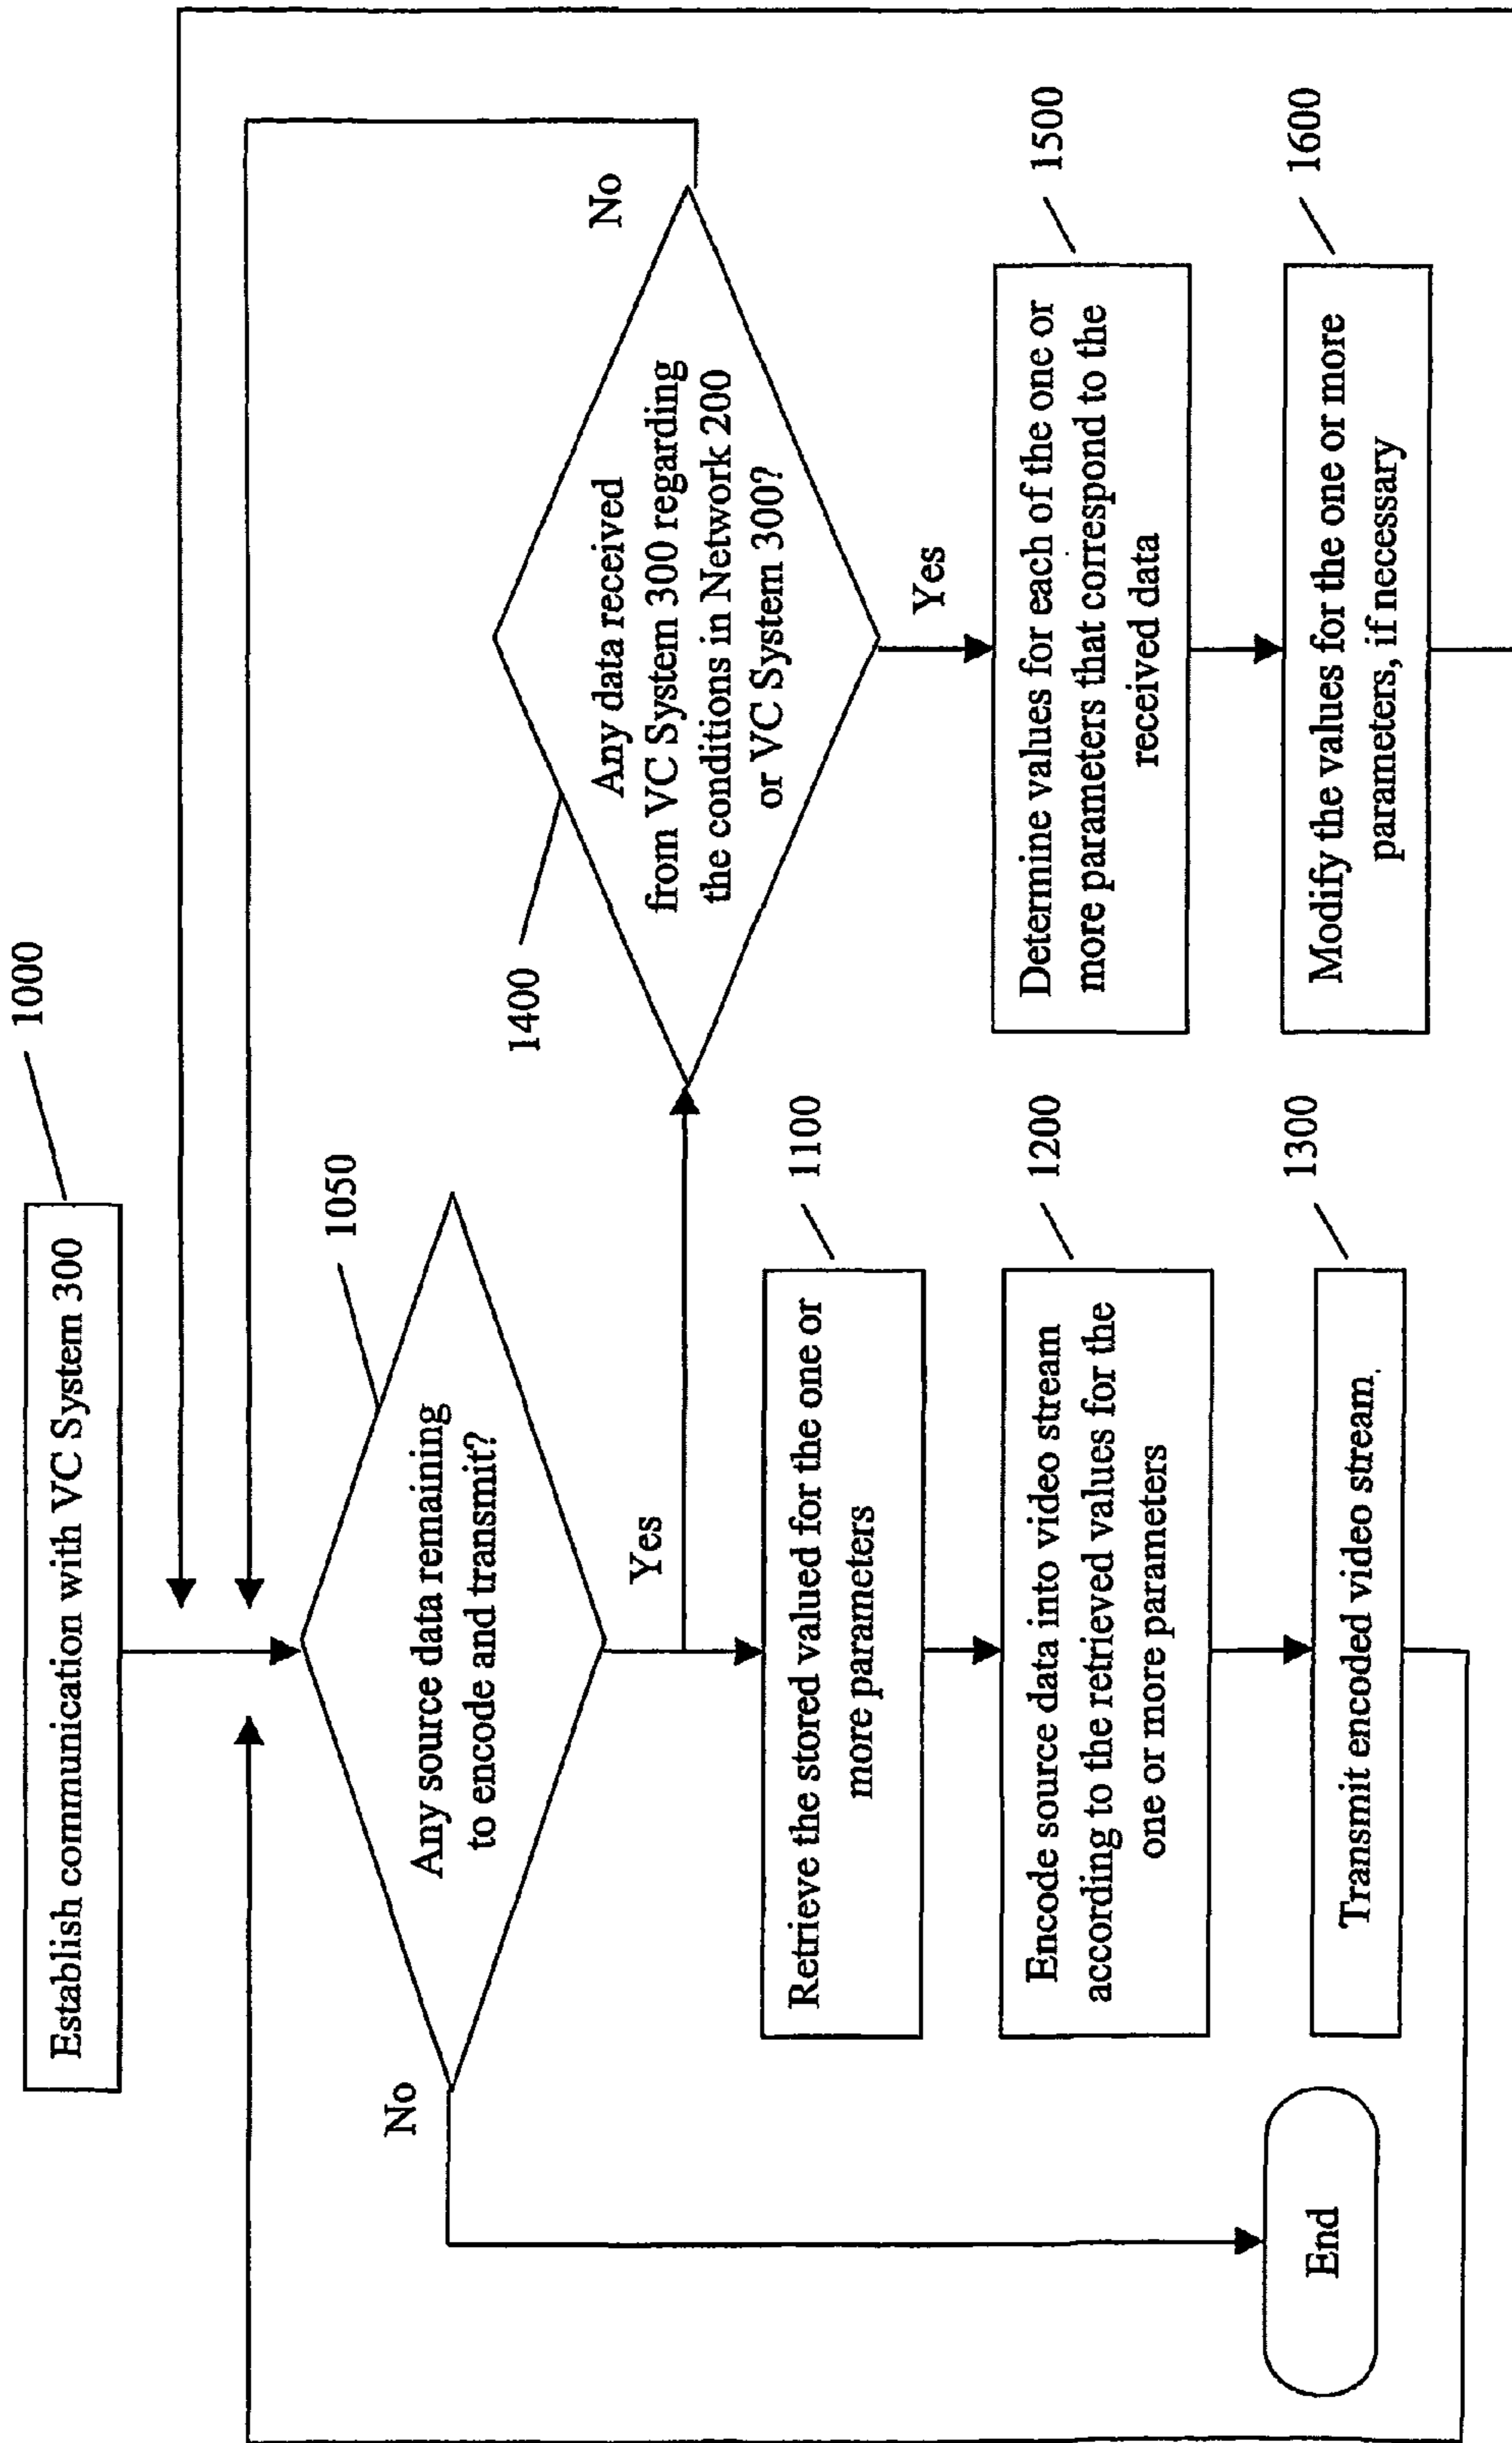 1000
Establish communication with VC System 300
1050
Any source data remaining
to encode and transmit?
No
Yes
1400
Any data received
from VC System 300 regarding
the conditions in Network 200
or VC System 300?
No
Yes
1100
Retrieve the stored valued for the one or
more parameters
1200
Encode source data into video stream
according to the retrieved values for the
one or more parameters
1300
Transmit encoded video stream
End
1500
Determine values for each of the one or
more parameters that correspond to the
received data
1600
Modify the values for the one or more
parameters, if necessary